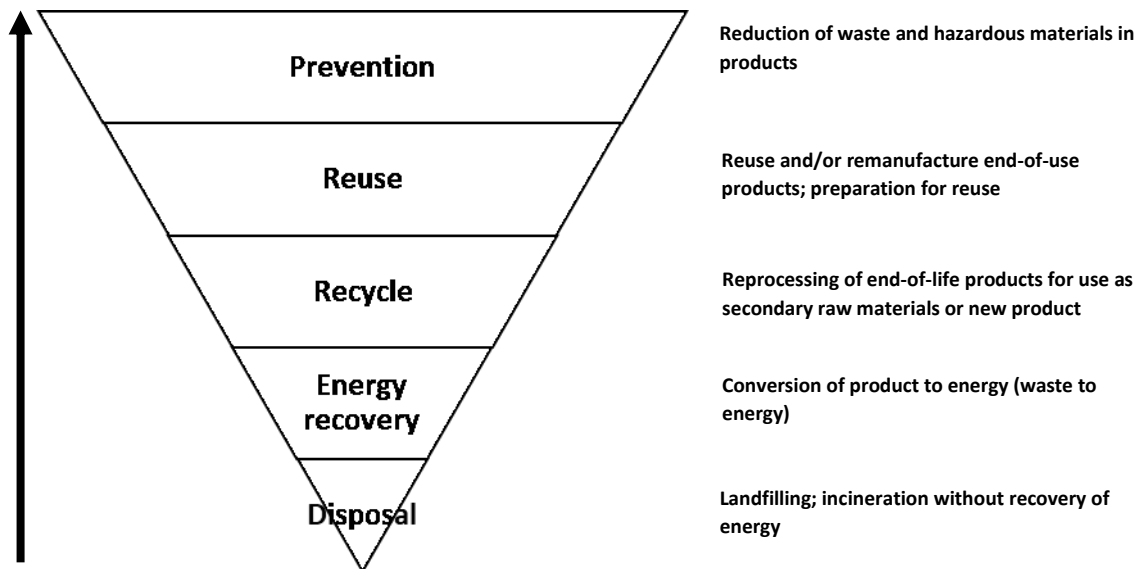 Prevention
Reduction of waste and hazardous materials in
products
Reuse
Reuse and/or remanufacture end-of-use
products; preparation for reuse
Recycle
Reprocessing of end-of-life products for use as
secondary raw materials or new product
Energy
recovery
Conversion of product to energy (waste to
energy)
Disposal
Landfilling; incineration without recovery of
energy